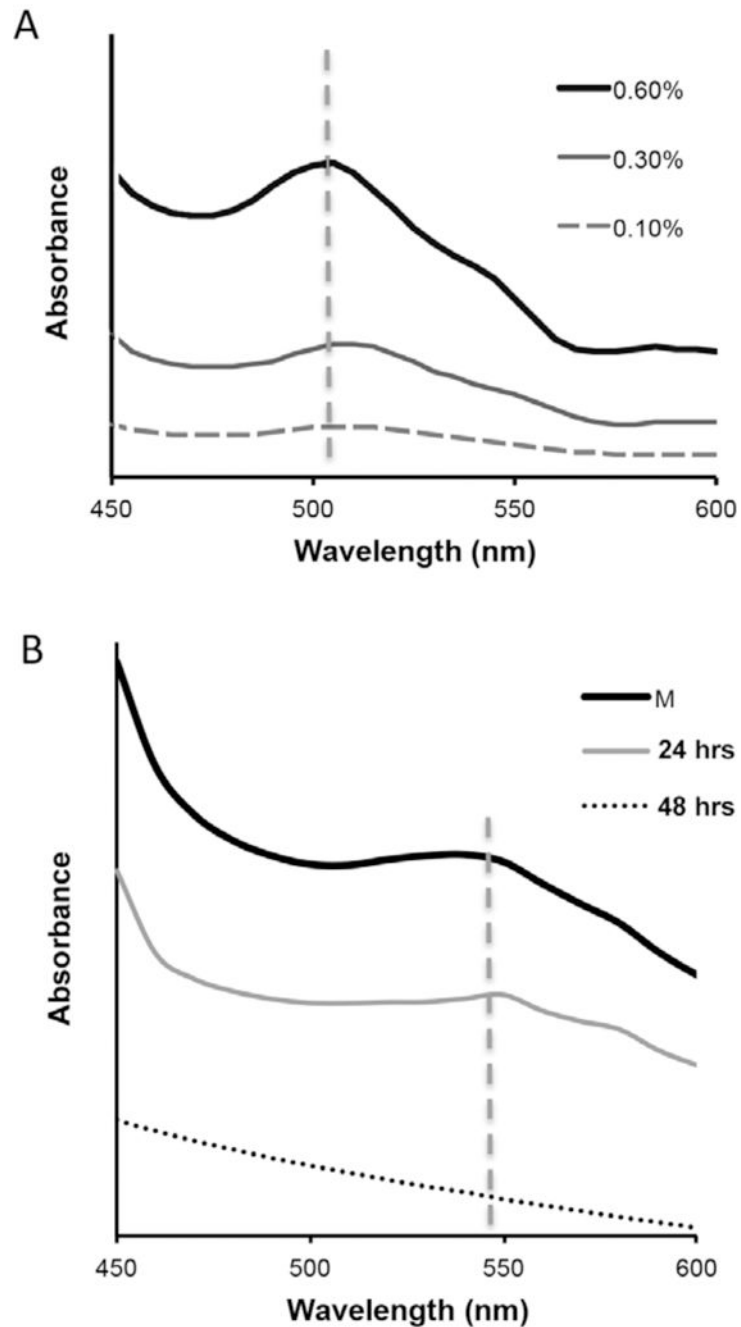 A
0.60%
0.30%
0.10%
Absorbance
450 500 550 600
Wavelength (nm)
B
M
24 hrs
48 hrs
Absorbance
450 500 550 600
Wavelength (nm)